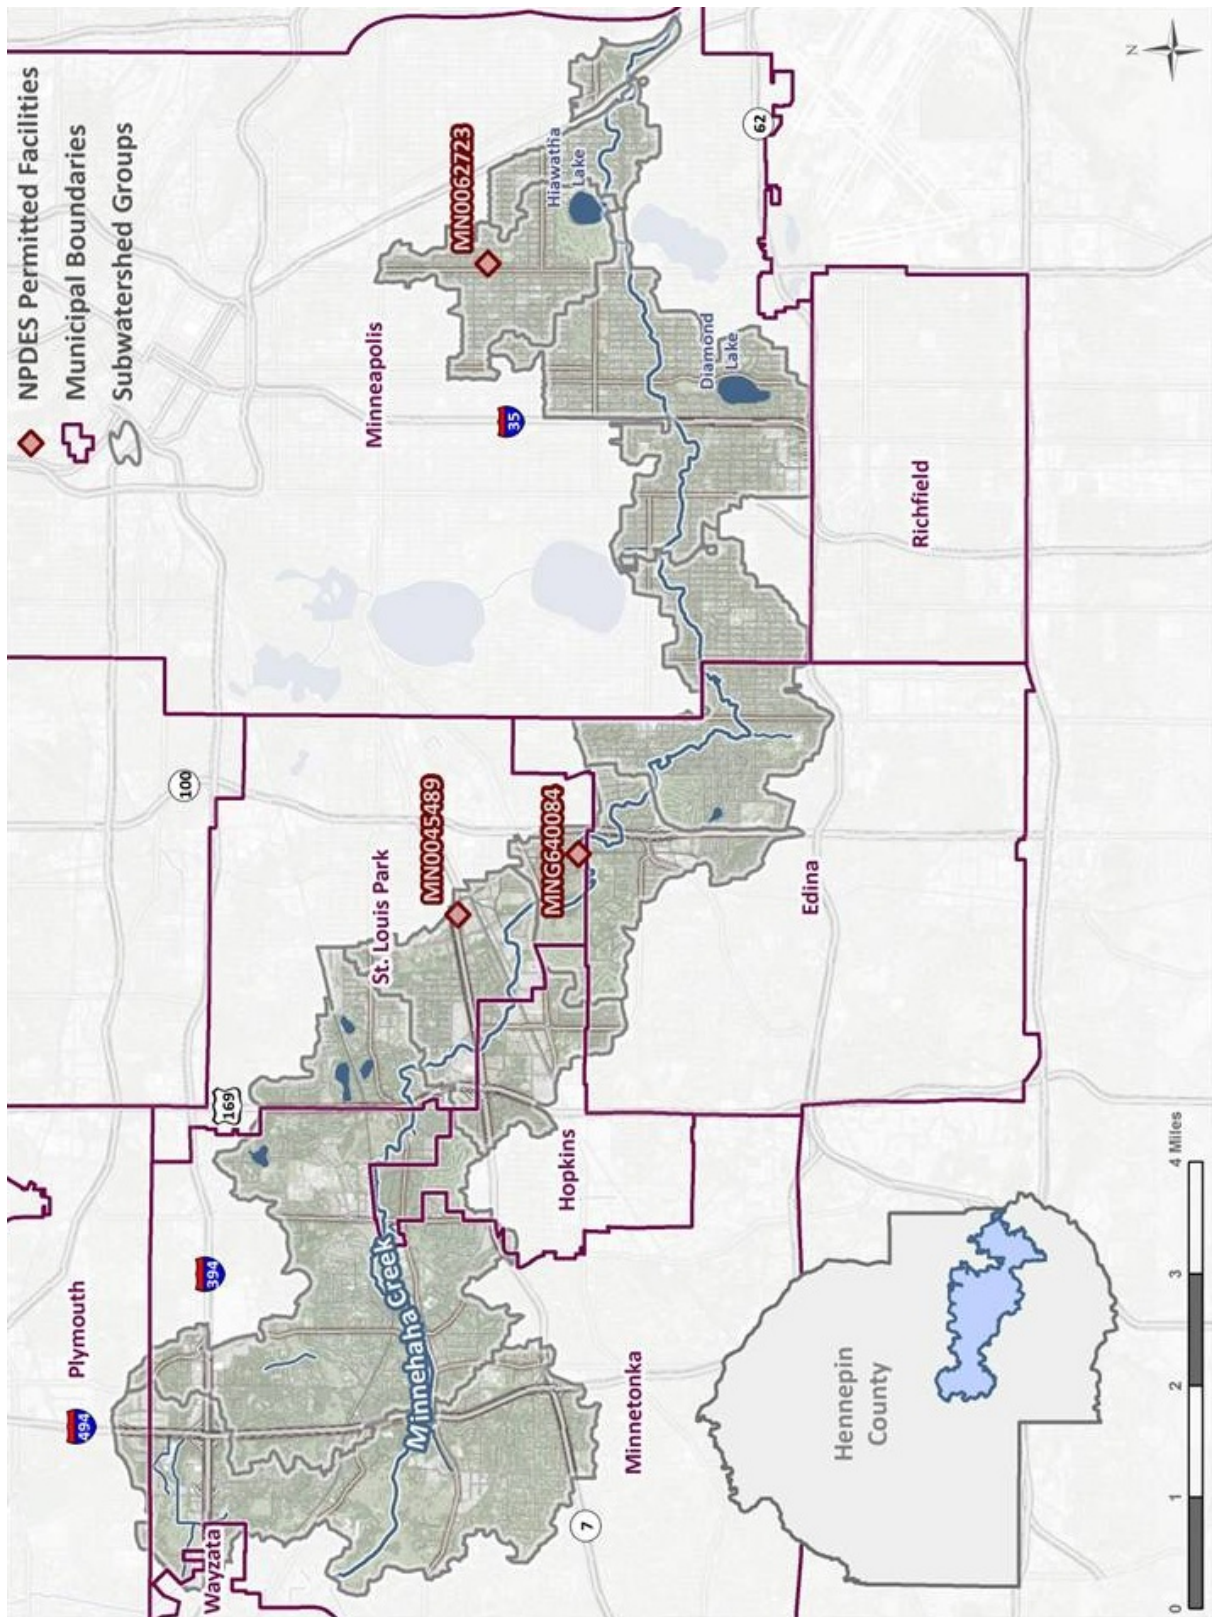 NPDES Permitted Facilities
Municipal Boundaries
Subwatershed Groups
N
Plymouth
494
394
169
100
Wayzata
Minnehaha Creek
Minnetonka
7
Hopkins
St. Louis Park
MN0045489
MNG640084
Edina
Minneapolis
35
MN0062723
Hiawatha
Lake
Diamond
Lake
62
Richfield
Hennepin
County
0
1
2
3
4 Miles